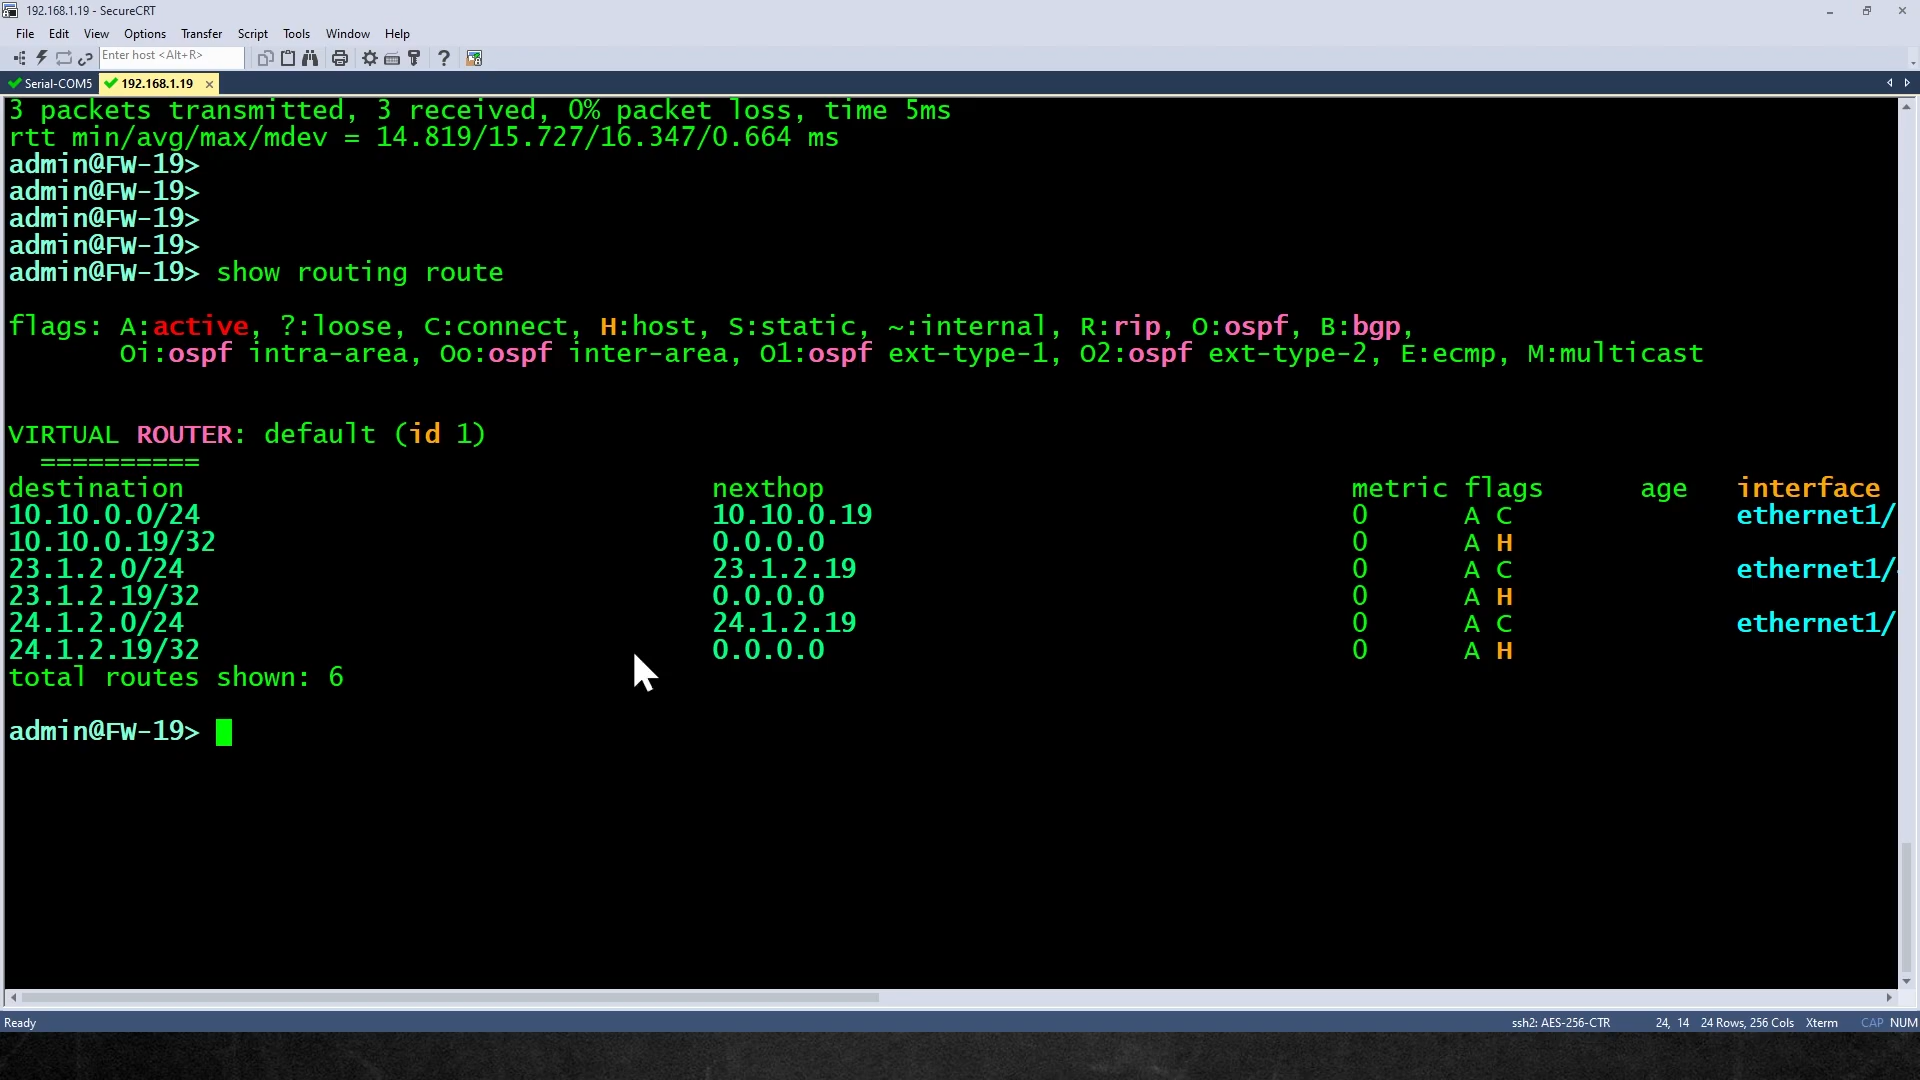 192.168.1.19 - SecureCRT
File Edit View Options Transfer Script Tools Window Help
Enter host <Alt+R>
Serial-COM5 192.168.1.19
3 packets transmitted, 3 received, 0% packet loss, time 5ms
rtt min/avg/max/mdev = 14.819/15.727/16.347/0.664 ms
admin@FW-19>
admin@FW-19>
admin@FW-19>
admin@FW-19>
admin@FW-19> show routing route
flags: A:active, ?:loose, C:connect, H:host, S:static, ~:internal, R:rip, O:ospf, B:bgp,
Oi:ospf intra-area, Oo:ospf inter-area, O1:ospf ext-type-1, O2:ospf ext-type-2, E:ecmp, M:multicast
VIRTUAL ROUTER: default (id 1)
==========
destination nexthop metric flags age interface
10.10.0.0/24 10.10.0.19 0 A C ethernet1/
10.10.0.19/32 0.0.0.0 0 A H
23.1.2.0/24 23.1.2.19 0 A C ethernet1/
23.1.2.19/32 0.0.0.0 0 A H
24.1.2.0/24 24.1.2.19 0 A C ethernet1/
24.1.2.19/32 0.0.0.0 0 A H
total routes shown: 6
admin@FW-19>
Ready ssh2: AES-256-CTR 24, 14 24 Rows, 256 Cols Xterm CAP NUM